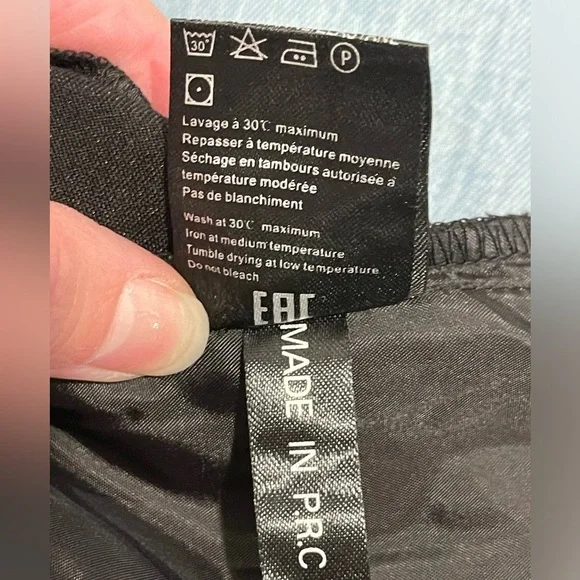 30°
P
Lavage à 30℃ maximum
Repasser à température moyenne
Séchage en tambours autorisée à
température modérée
Pas de blanchiment
Wash at 30℃ maximum
Iron at medium temperature
Tumble drying at low temperature
Do not bleach
EAC
MADE IN P.R.C